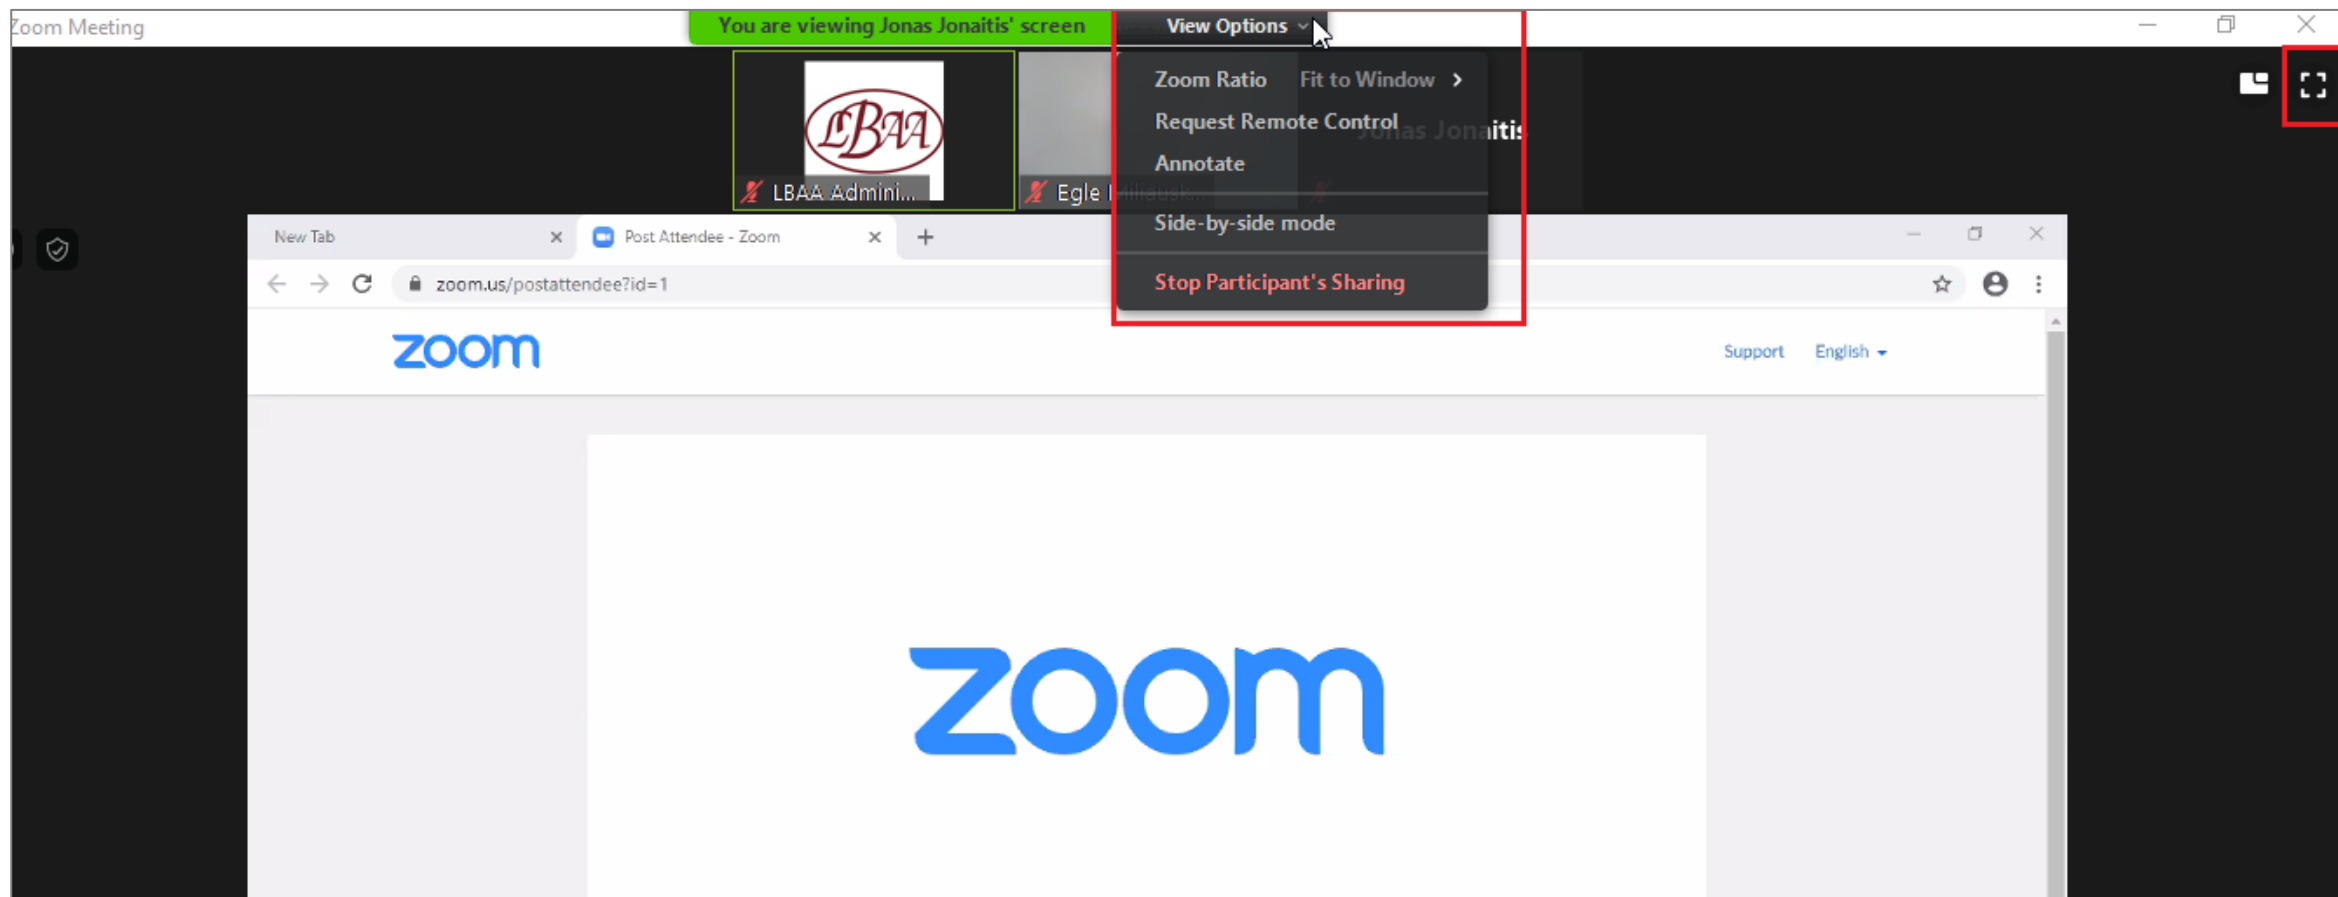 Zoom Meeting
You are viewing Jonas Jonaitis' screen
View Options
Zoom Ratio Fit to Window
Request Remote Control
Annotate
Side-by-side mode
Stop Participant's Sharing
Jonas Jonaitis
LBAA
LBAA Admini...
Egle
New Tab
Post Attendee - Zoom
zoom.us/postattendee?id=1
zoom
Support
English
zoom